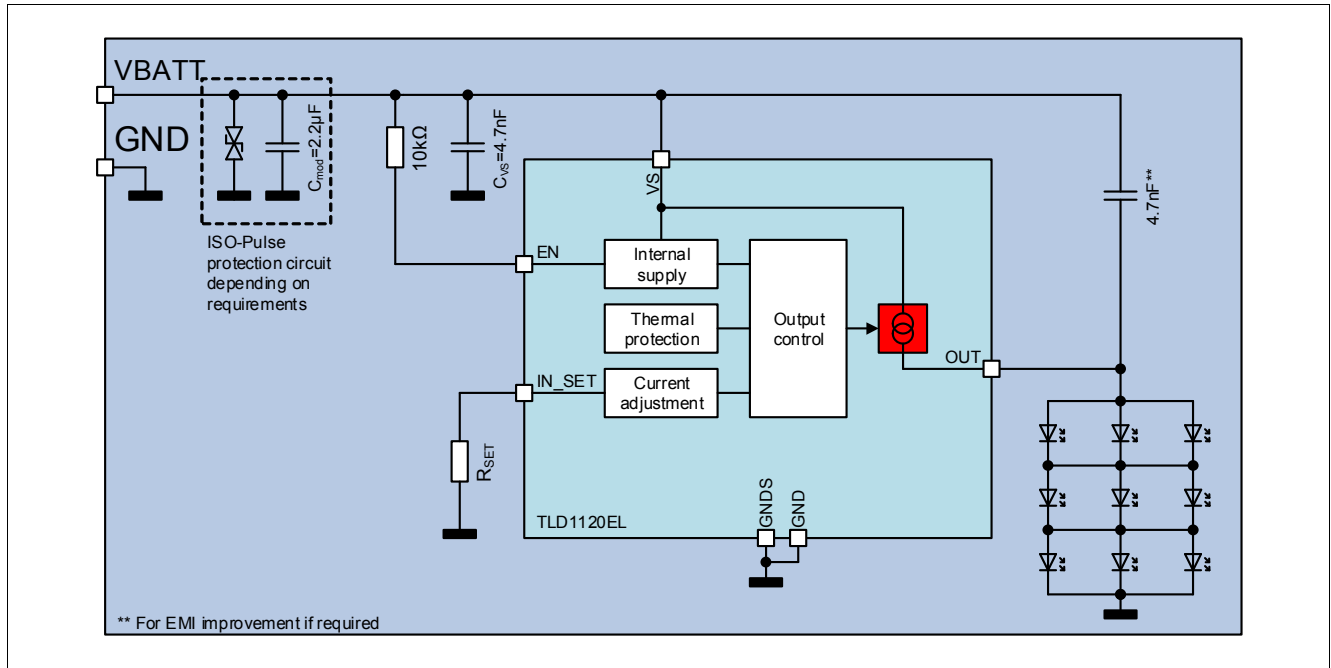 VBATT
GND
Cmod=2.2µF
ISO-Pulse
protection circuit
depending on
requirements
10kΩ
CVS=4.7nF
VS
4.7nF**
EN
Internal
supply
Thermal
protection
Output
control
OUT
IN_SET
Current
adjustment
RSET
GNDS
GND
TLD1120EL
** For EMI improvement if required